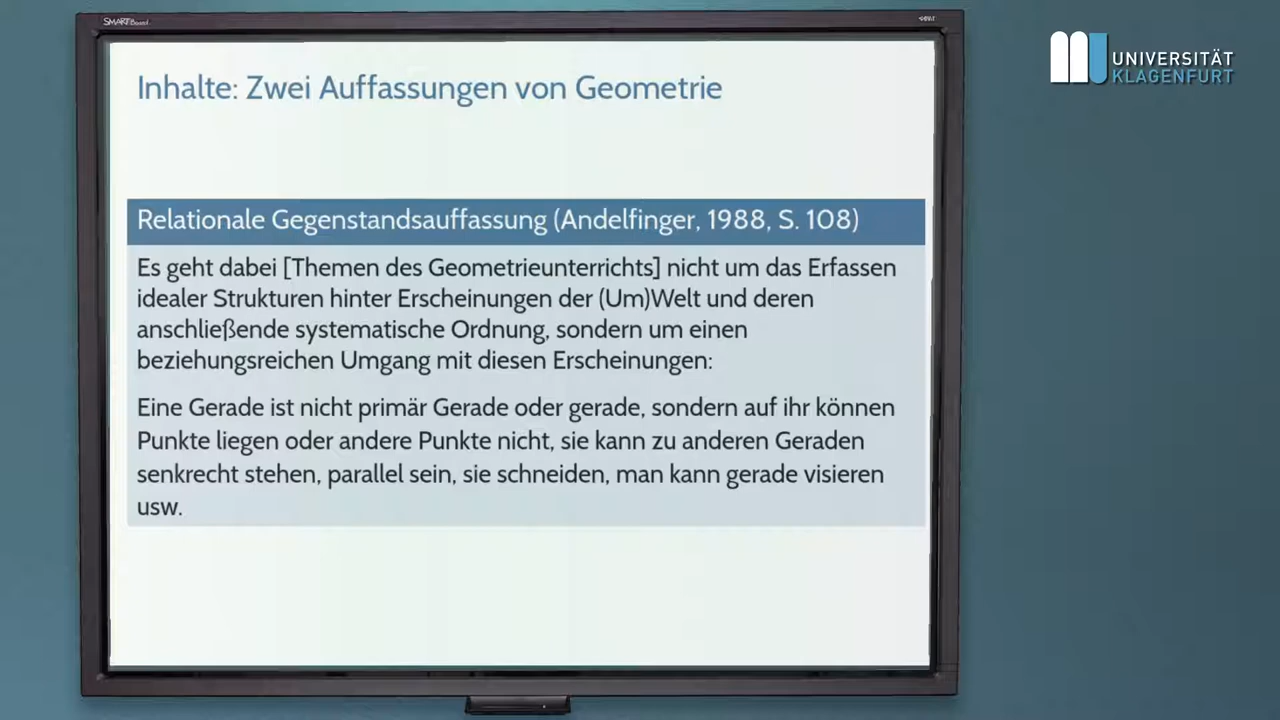 SMART Board
UNIVERSITÄT
KLAGENFURT
Inhalte: Zwei Auffassungen von Geometrie
Relationale Gegenstandsauffassung (Andelfinger, 1988, S. 108)
Es geht dabei [Themen des Geometrieunterrichts] nicht um das Erfassen
idealer Strukturen hinter Erscheinungen der (Um)Welt und deren
anschließende systematische Ordnung, sondern um einen
beziehungsreichen Umgang mit diesen Erscheinungen:
Eine Gerade ist nicht primär Gerade oder gerade, sondern auf ihr können
Punkte liegen oder andere Punkte nicht, sie kann zu anderen Geraden
senkrecht stehen, parallel sein, sie schneiden, man kann gerade visieren
usw.